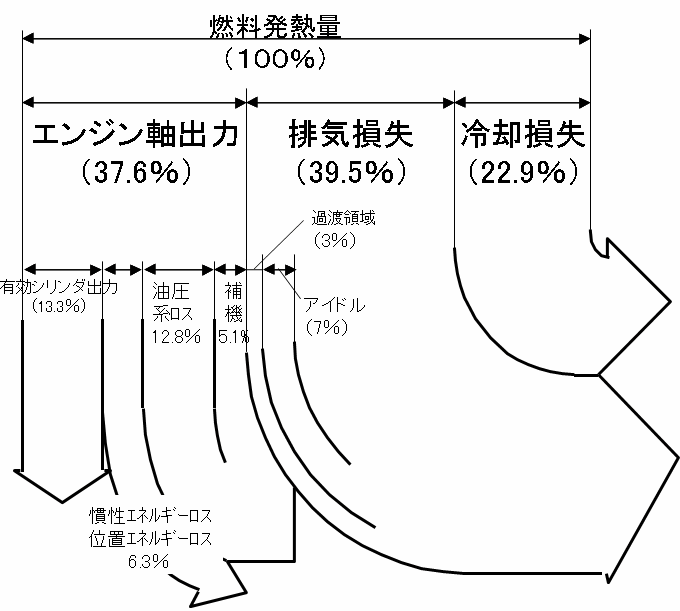 燃料発熱量
(100%)
エンジン軸出力
(37.6%)
排気損失
(39.5%)
冷却損失
(22.9%)
過渡領域
(3%)
有効シリンダ出力
(13.3%)
油圧
系ロス
12.8%
補
機
5.1%
アイドル
(7%)
慣性エネルギーロス
位置エネルギーロス
6.3%